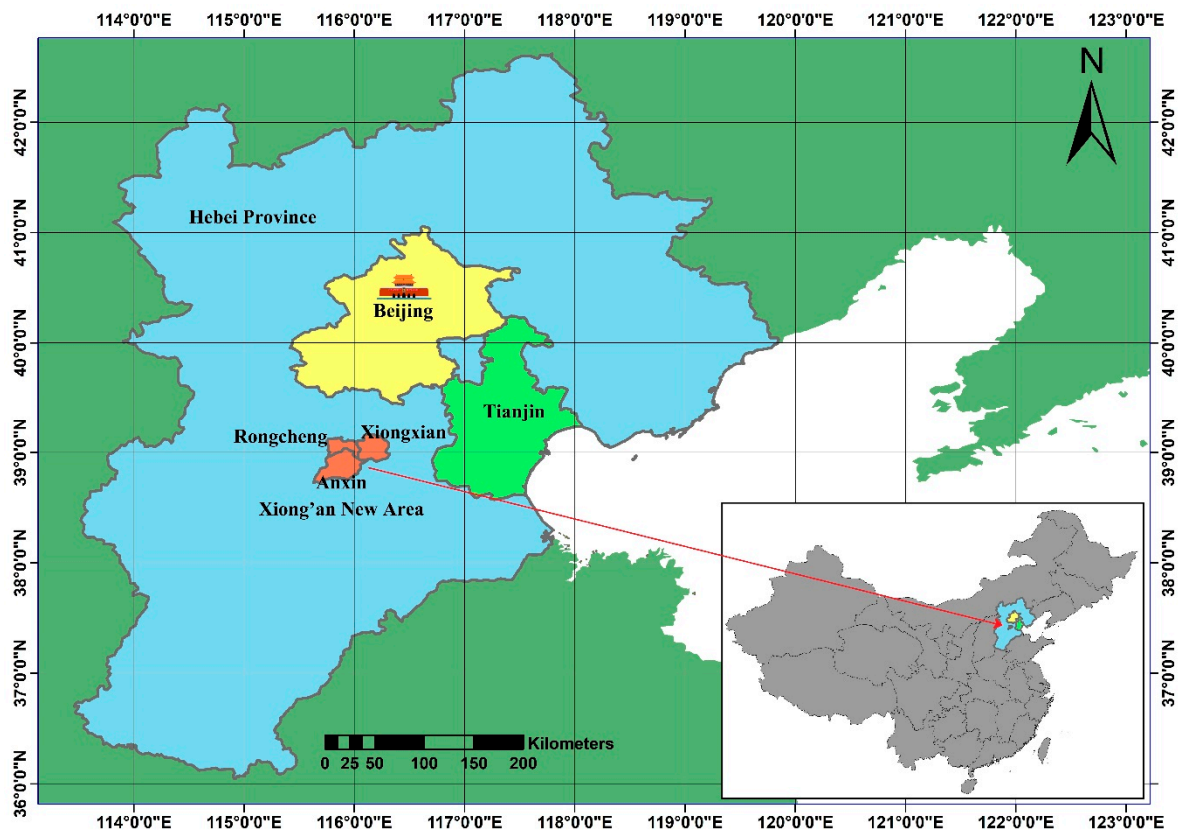 114°0'0"E 115°0'0"E 116°0'0"E 117°0'0"E 118°0'0"E 119°0'0"E 120°0'0"E 121°0'0"E 122°0'0"E 123°0'0"E
N
42°0'0"N
42°0'0"N
41°0'0"N
41°0'0"N
40°0'0"N
40°0'0"N
39°0'0"N
39°0'0"N
38°0'0"N
38°0'0"N
37°0'0"N
37°0'0"N
36°0'0"N
36°0'0"N
Hebei Province
Beijing
Tianjin
Rongcheng
Xiongxian
Anxin
Xiong'an New Area
Kilometers
0 25 50 100 150 200
114°0'0"E 115°0'0"E 116°0'0"E 117°0'0"E 118°0'0"E 119°0'0"E 120°0'0"E 121°0'0"E 122°0'0"E 123°0'0"E